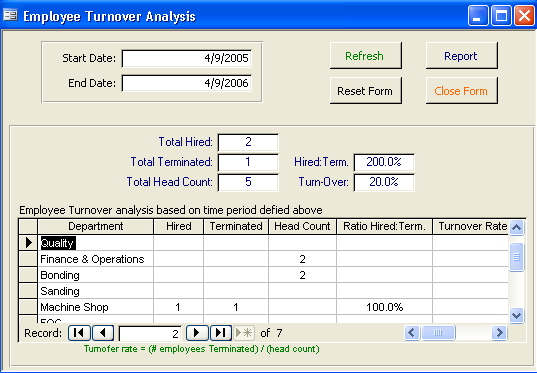 Employee Turnover Analysis
Start Date: 4/9/2005
End Date: 4/9/2006
Refresh Report
Reset Form Close Form
Total Hired: 2
Total Terminated: 1 Hired:Term. 200.0%
Total Head Count: 5 Turn-Over: 20.0%
Employee Turnover analysis based on time period defied above
Department Hired Terminated Head Count Ratio Hired:Term. Turnover Rate
Quality
Finance & Operations 2
Bonding 2
Sanding
Machine Shop 1 1 100.0%
Record: 2 of 7
Turnofer rate = (# employees Terminated) / (head count)